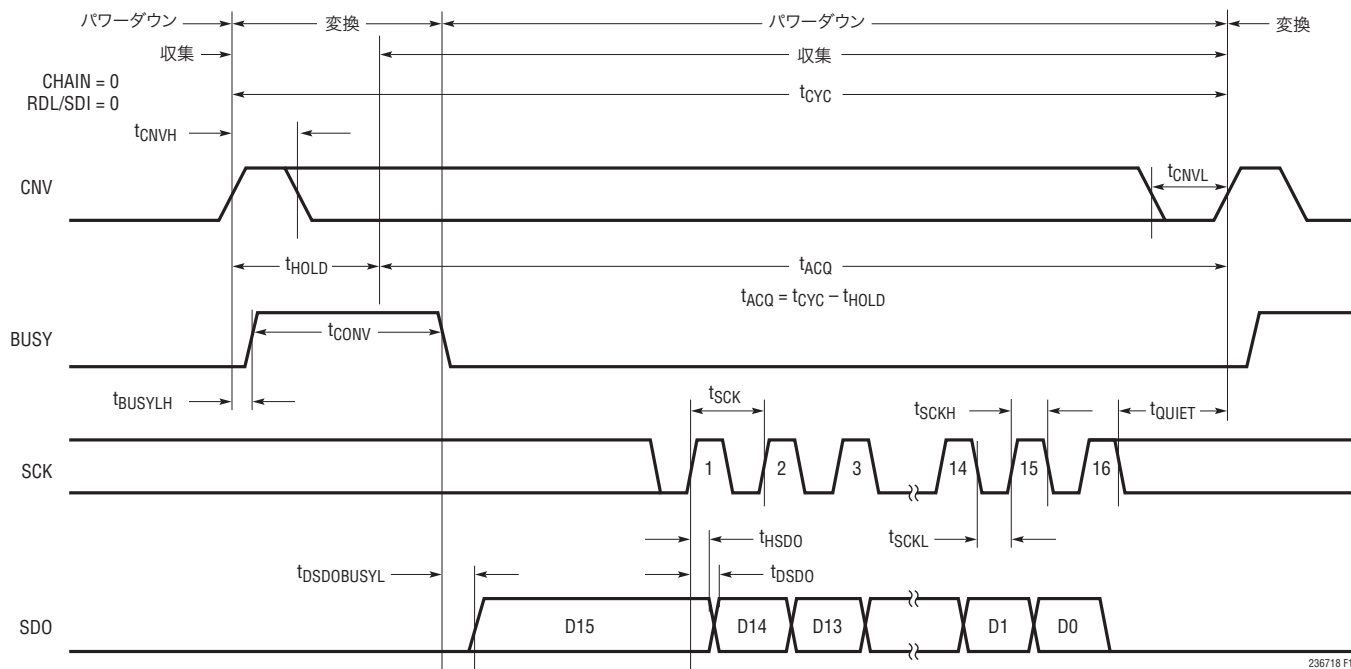 パワーダウン 変換 パワーダウン 変換
収集 収集
CHAIN = 0
RDL/SDI = 0
tCYC
tCNVH
CNV
tCNVL
tHOLD tACQ
tACQ = tCYC – tHOLD
BUSY
tCONV
tBUSYLH
tSCK tSCKH tQUIET
SCK 1 2 3 14 15 16
tHSDO tSCKL
tDSDOBUSYL tDSDO
SDO D15 D14 D13 D1 D0